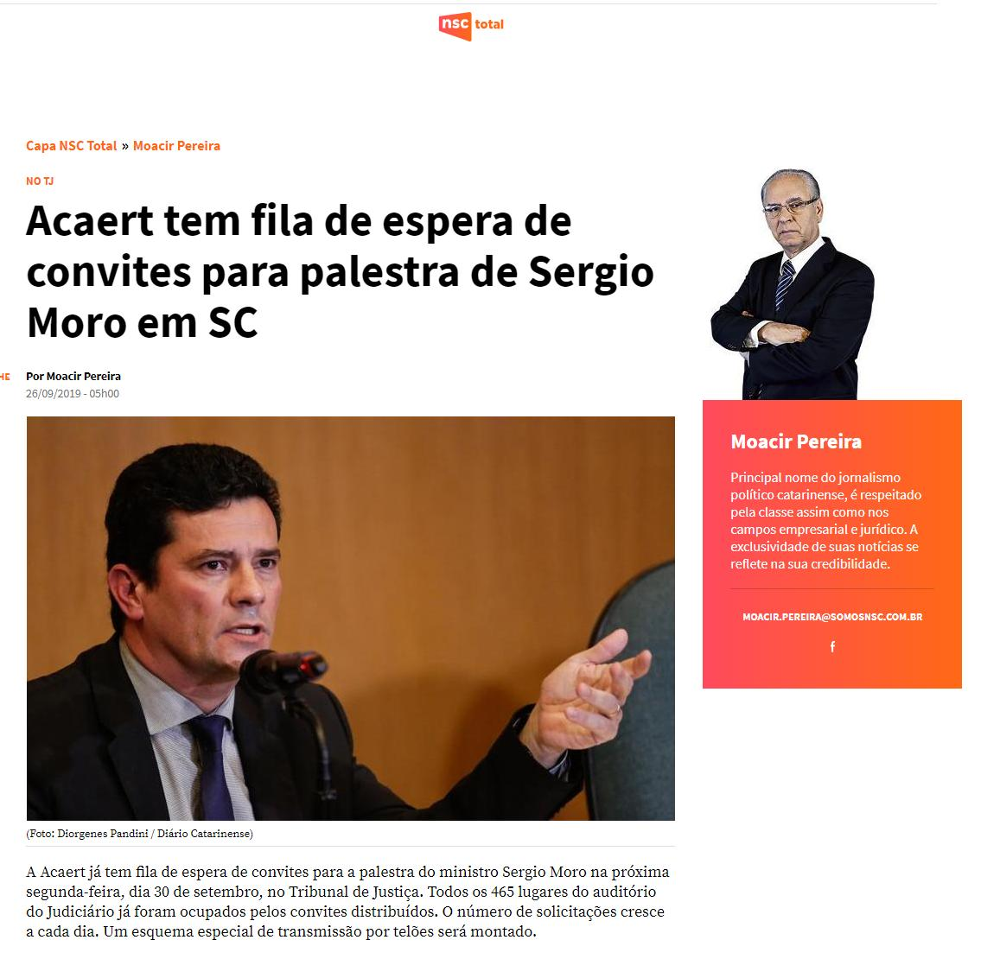 nsc total
Capa NSC Total » Moacir Pereira
NO TJ
Acaert tem fila de espera de
convites para palestra de Sergio
Moro em SC
HE
Por Moacir Pereira
26/09/2019 - 05h00
(Foto: Diorgenes Pandini / Diário Catarinense)
A Acaert já tem fila de espera de convites para a palestra do ministro Sergio Moro na próxima
segunda-feira, dia 30 de setembro, no Tribunal de Justiça. Todos os 465 lugares do auditório
do Judiciário já foram ocupados pelos convites distribuídos. O número de solicitações cresce
a cada dia. Um esquema especial de transmissão por telões será montado.
Moacir Pereira
Principal nome do jornalismo
político catarinense, é respeitado
pela classe assim como nos
campos empresarial e jurídico. A
exclusividade de suas notícias se
reflete na sua credibilidade.
MOACIR.PEREIRA@SOMOSNSC.COM.BR
f